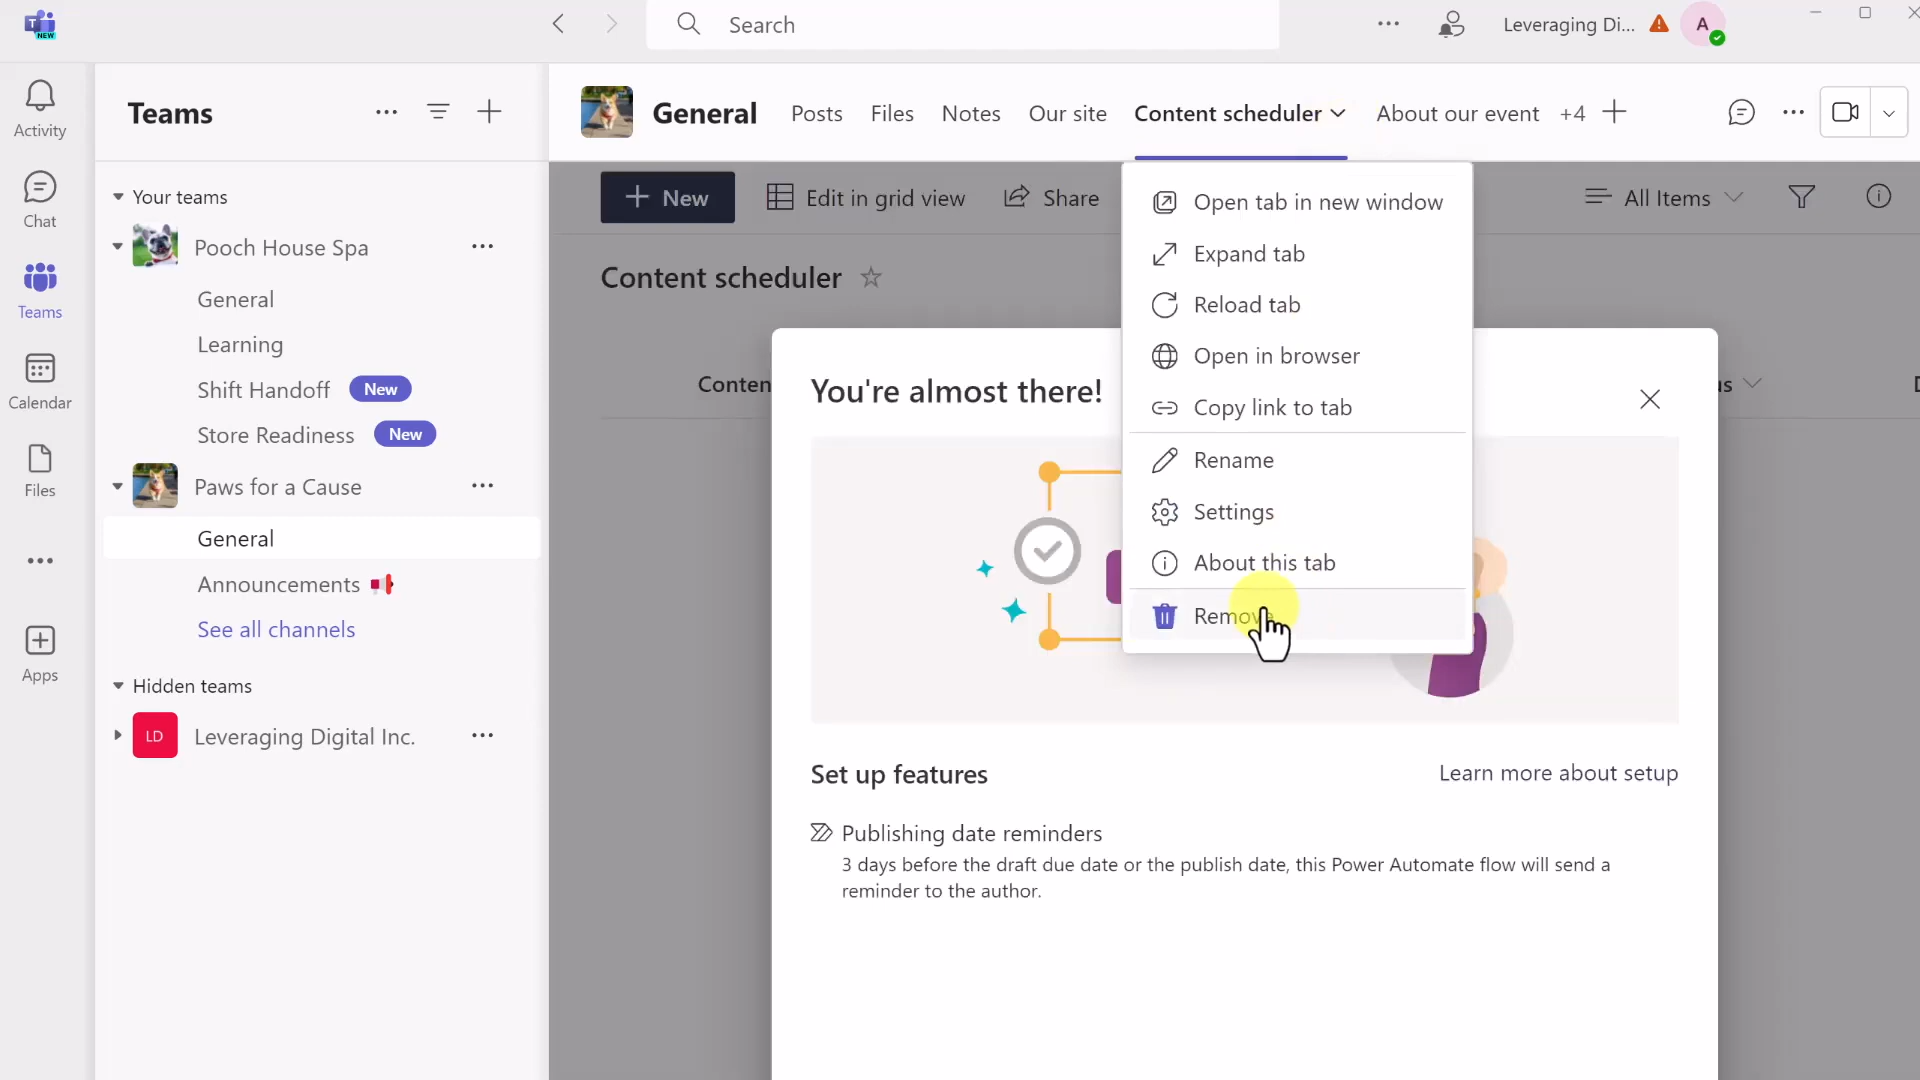 T
NEW
Search
Leveraging Di...
A
Activity
Chat
Teams
Calendar
Files
Apps
Teams
Your teams
Pooch House Spa
General
Learning
Shift Handoff New
Store Readiness New
Paws for a Cause
General
Announcements
See all channels
Hidden teams
LD Leveraging Digital Inc.
General Posts Files Notes Our site Content scheduler About our event +4
New Edit in grid view Share All Items
Content scheduler
Conten
us
Open tab in new window
Expand tab
Reload tab
Open in browser
Copy link to tab
Rename
Settings
About this tab
Remove
You're almost there!
Set up features Learn more about setup
Publishing date reminders
3 days before the draft due date or the publish date, this Power Automate flow will send a
reminder to the author.